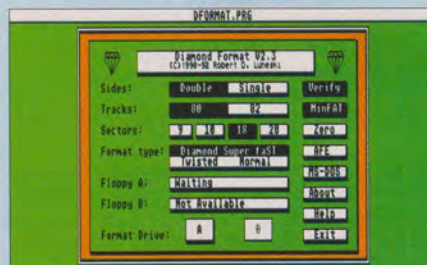 DFORMAT.PRG
Diamond Format V2.3
(C)1990-92 Robert D. Luneski
Sides: Double Single Verify
Tracks: 80 82 MinFAT
Sectors: 9 10 18 20 Zero
Format type: Diamond Super faST AFE
Twisted Normal MS-DOS
Floppy A: Waiting About
Floppy B: Not Available Help
Format Drive: A 0 Exit